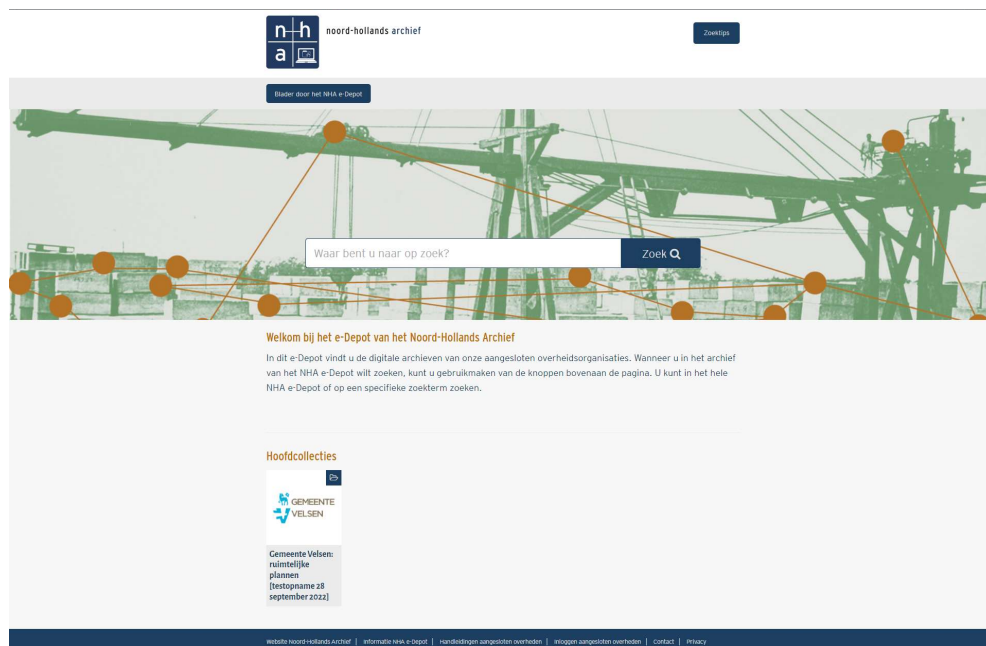 n h
a
noord-hollands archief
Zoektips
Blader door het NHA e-Depot
Waar bent u naar op zoek?
Zoek
Welkom bij het e-Depot van het Noord-Hollands Archief
In dit e-Depot vindt u de digitale archieven van onze aangesloten overheidsorganisaties. Wanneer u in het archief
van het NHA e-Depot wilt zoeken, kunt u gebruikmaken van de knoppen bovenaan de pagina. U kunt in het hele
NHA e-Depot of op een specifieke zoekterm zoeken.
Hoofdcollecties
GEMEENTE
VELSEN
Gemeente Velsen:
ruimtelijke
plannen
[testopname 28
september 2022]
Website Noord-Hollands Archief | Informatie NHA e-Depot | Handleidingen aangesloten overheden | Inloggen aangesloten overheden | Contact | Privacy